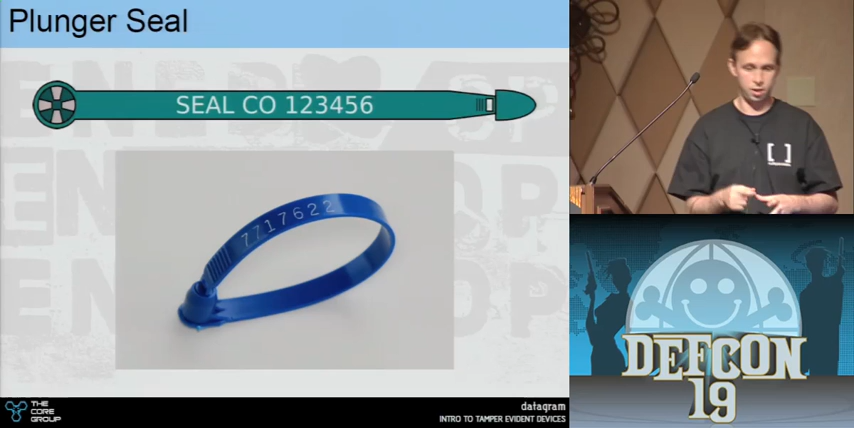 Plunger Seal
SEAL CO 123456
7717622
THE
CORE
GROUP
datagram
INTRO TO TAMPER EVIDENT DEVICES
[ ]
DEFCON
19